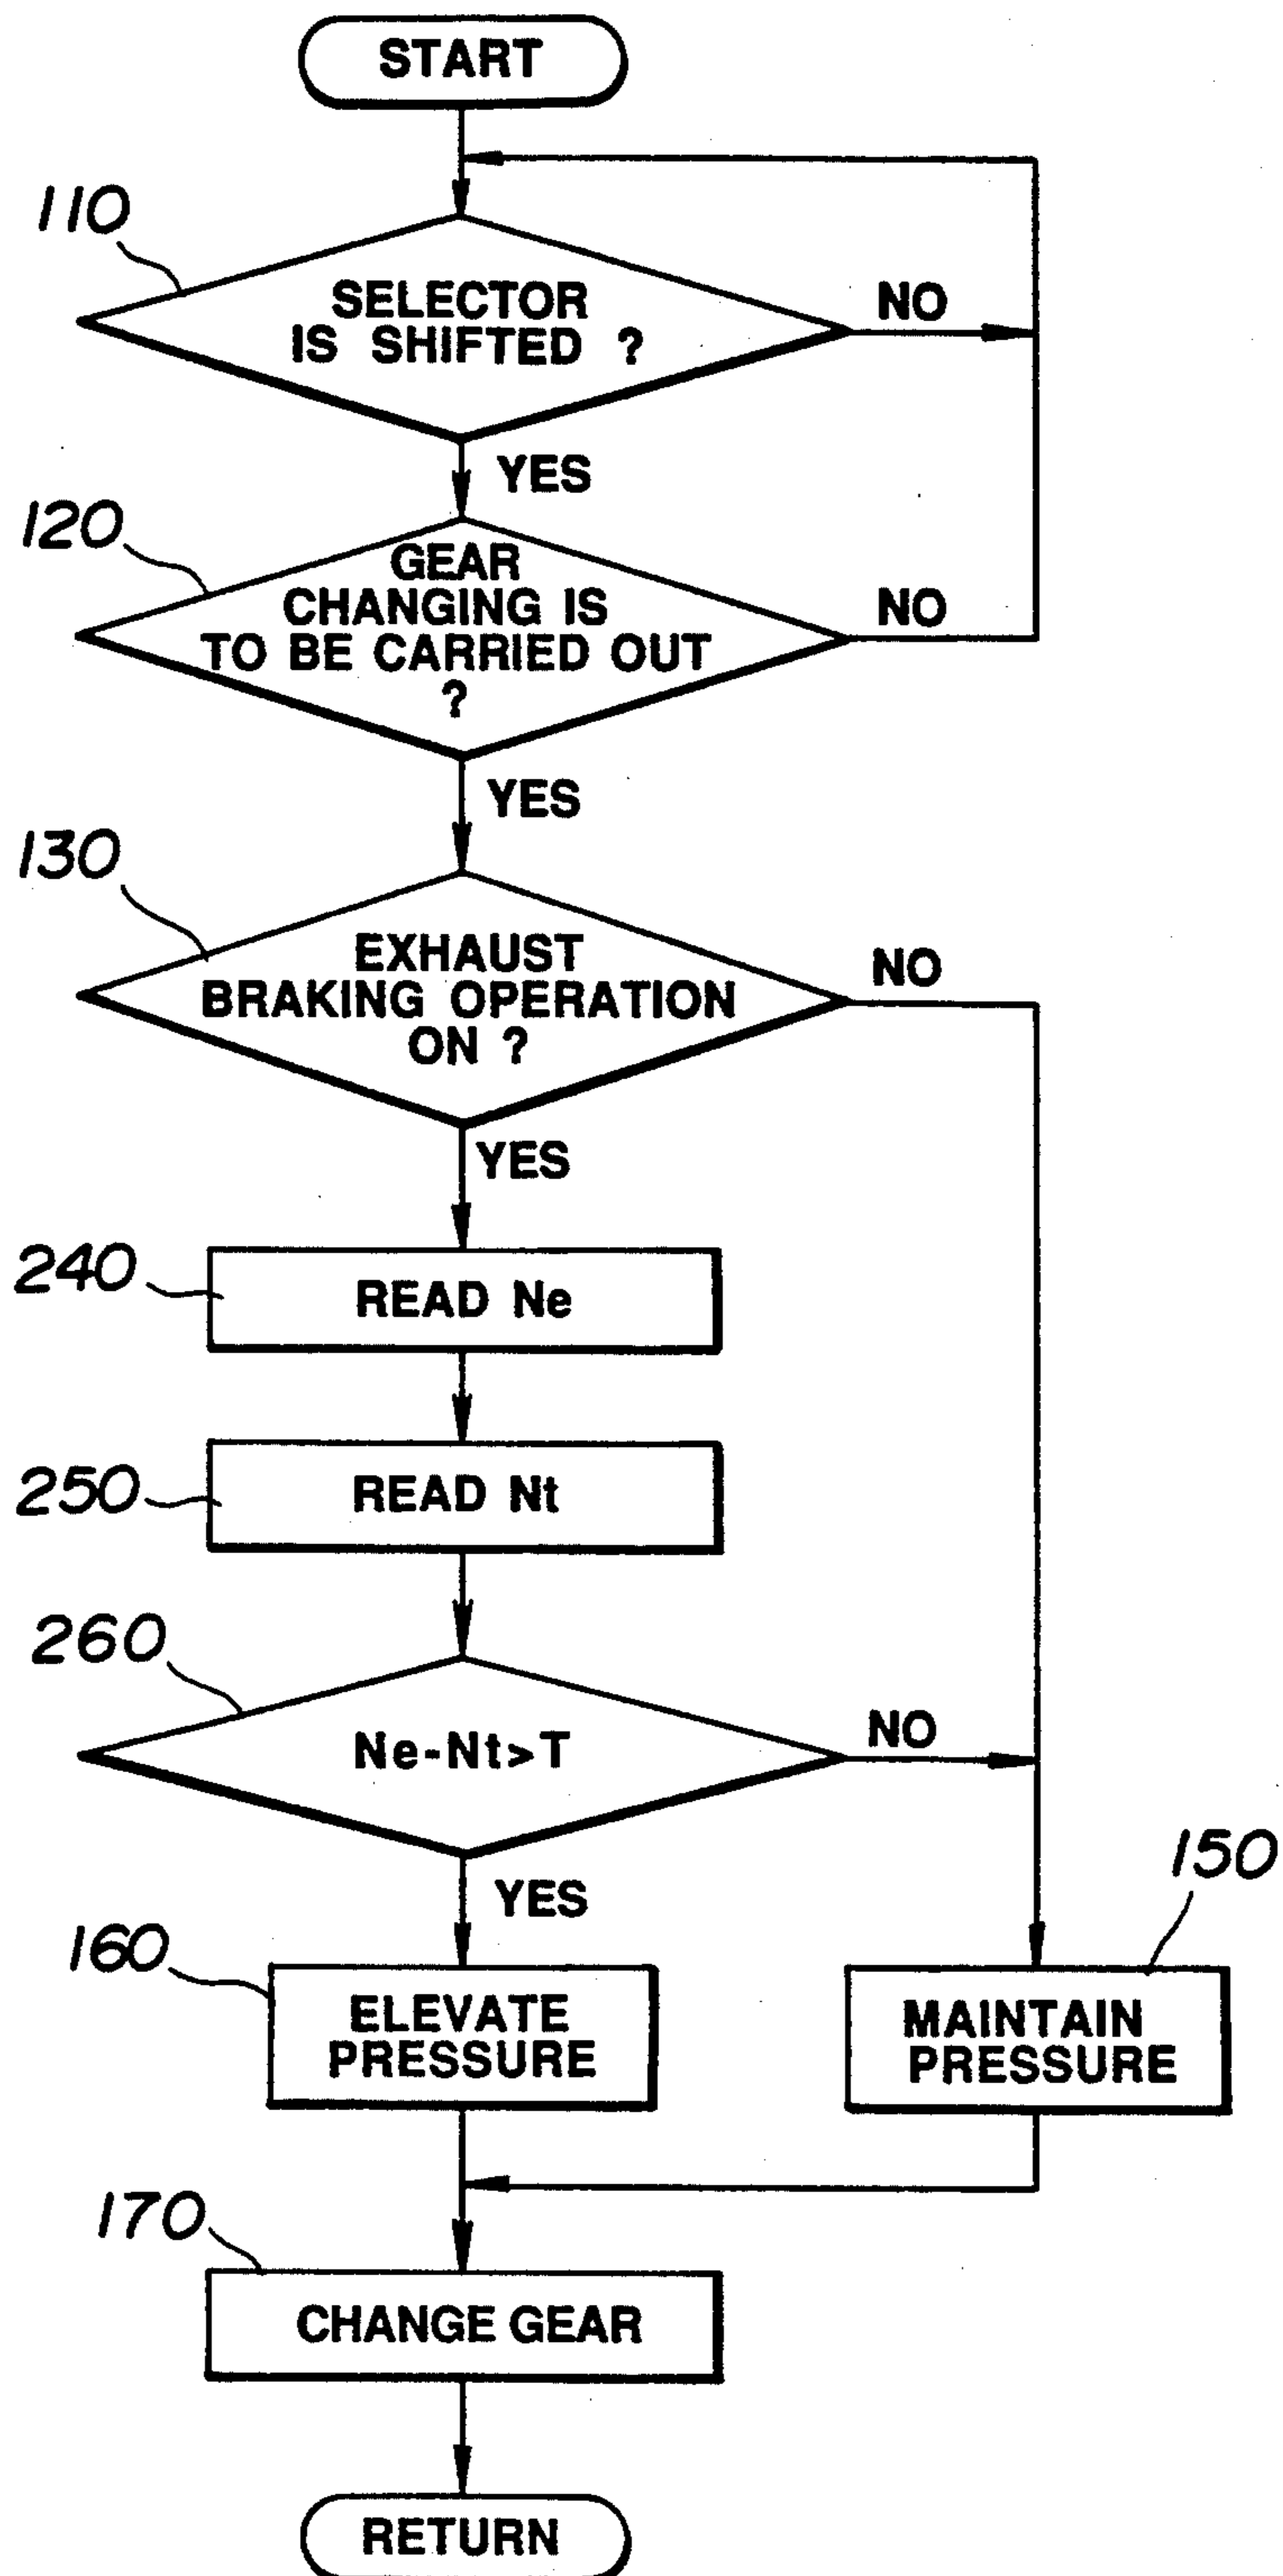 START
110
SELECTOR
IS SHIFTED ?
NO
YES
120
GEAR
CHANGING IS
TO BE CARRIED OUT
?
NO
YES
130
EXHAUST
BRAKING OPERATION
ON ?
NO
YES
240
READ Ne
250
READ Nt
260
Ne-Nt>T
NO
YES
150
160
ELEVATE
PRESSURE
MAINTAIN
PRESSURE
170
CHANGE GEAR
RETURN